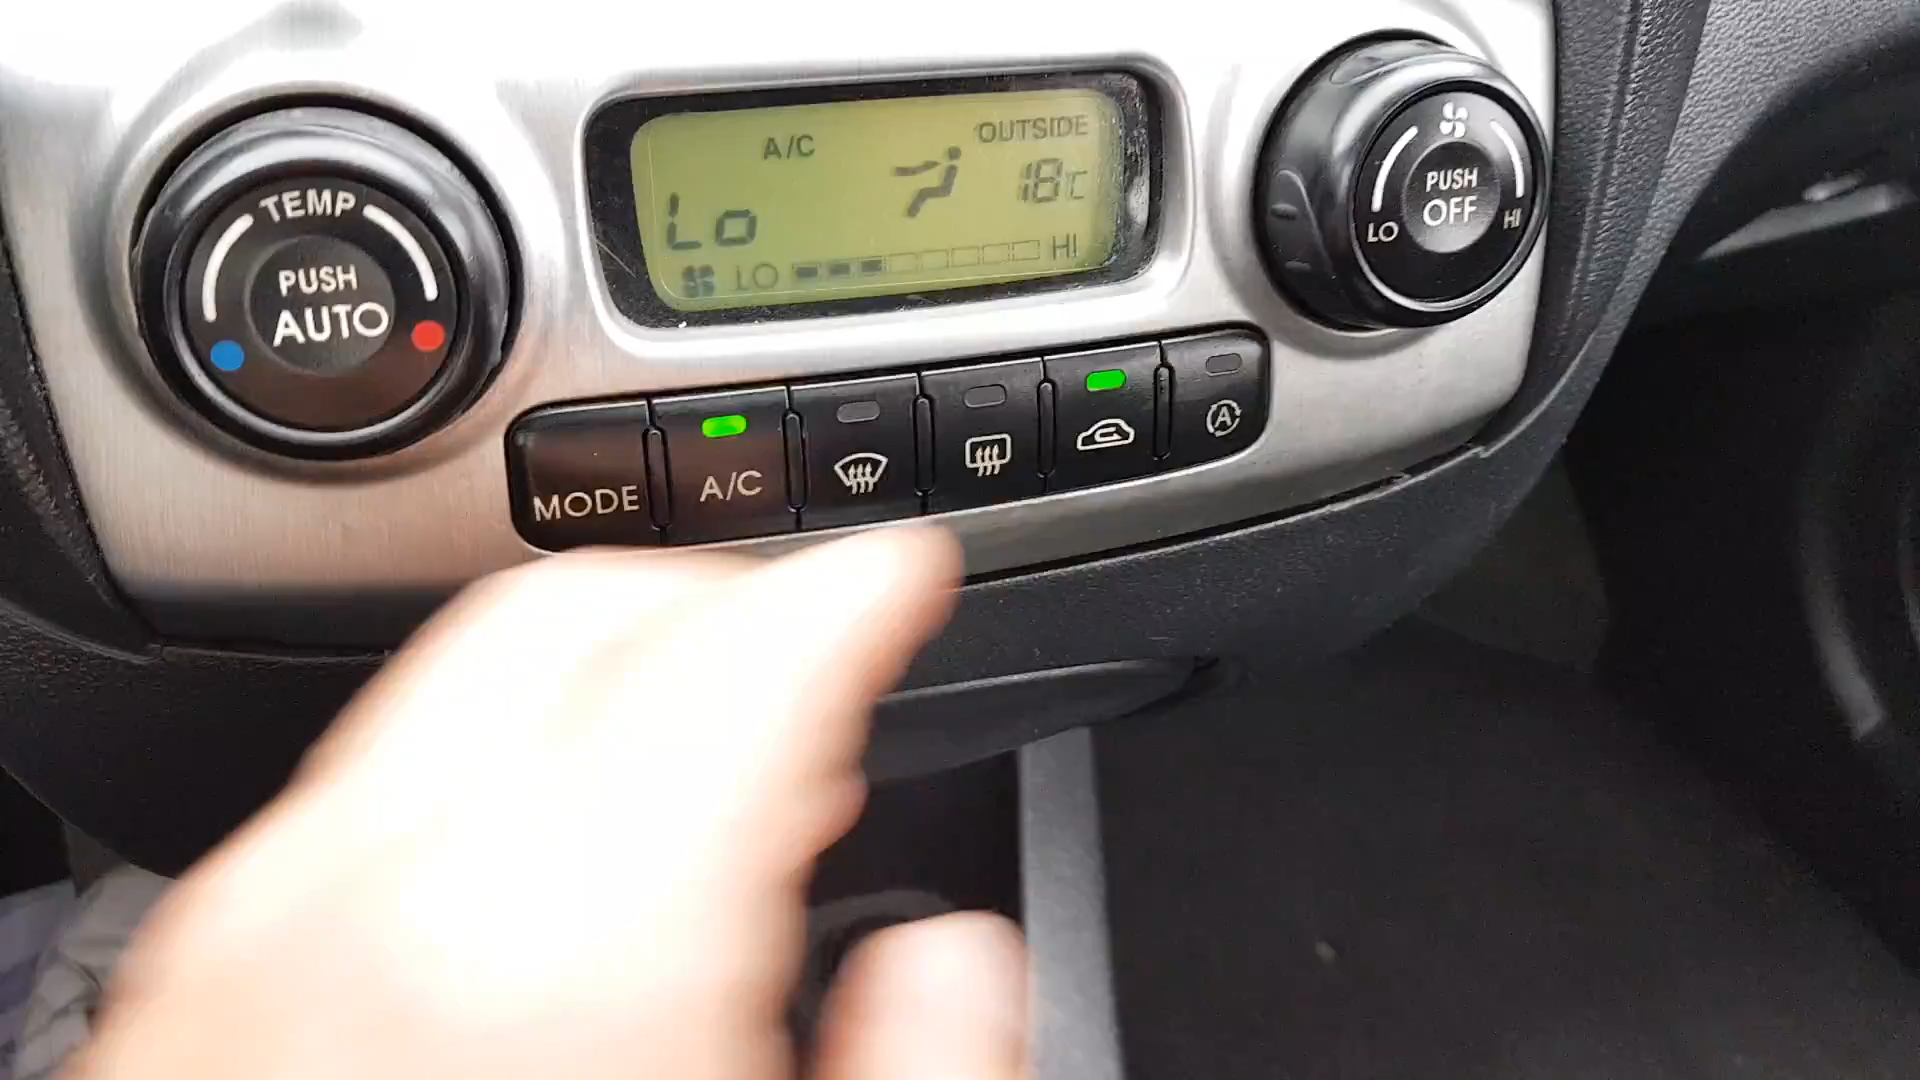 TEMP
PUSH
AUTO
A/C
OUTSIDE
18°C
Lo
LO
HI
PUSH
OFF
LO
HI
MODE
A/C
A